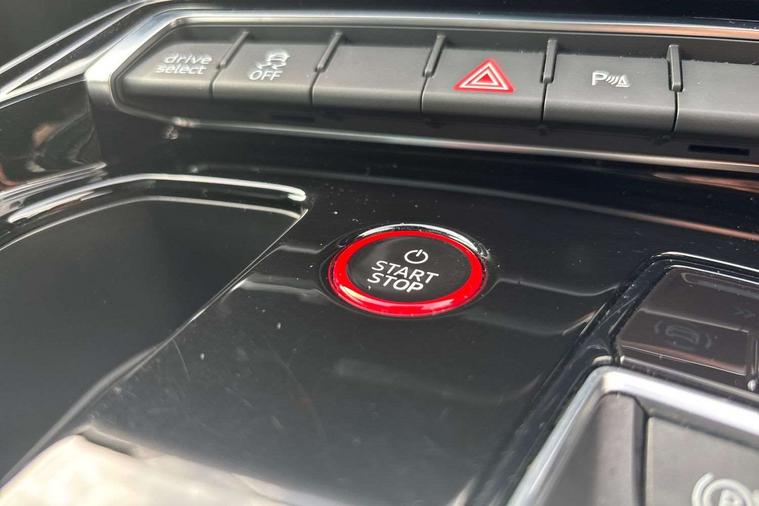 drive
select
OFF
P
START
STOP